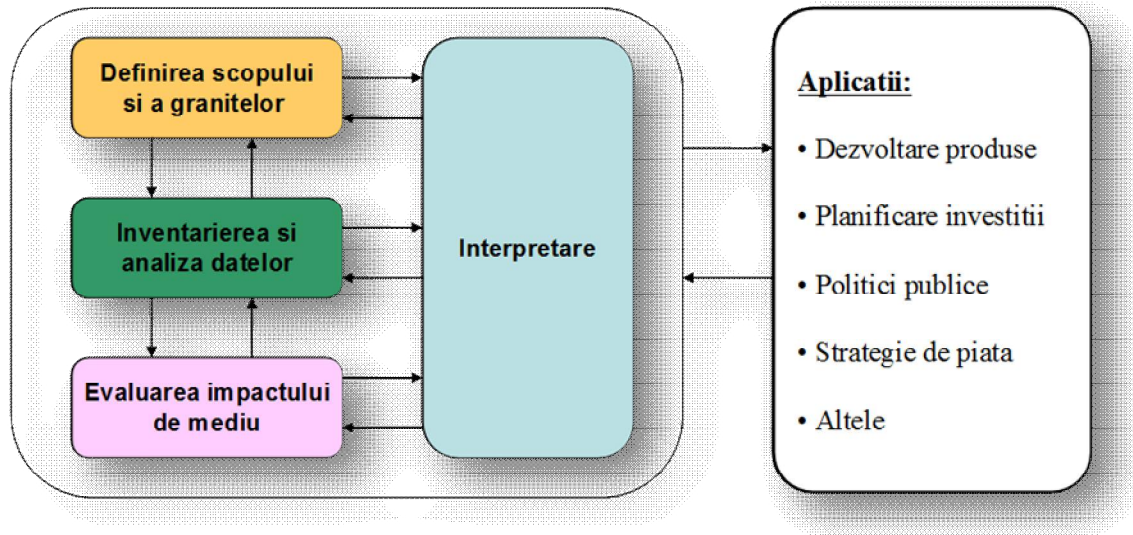 Definirea scopului
si a granitelor
Inventarierea si
analiza datelor
Evaluarea impactului
de mediu
Interpretare
Aplicatii:
• Dezvoltare produse
• Planificare investitii
• Politici publice
• Strategie de piata
• Altele